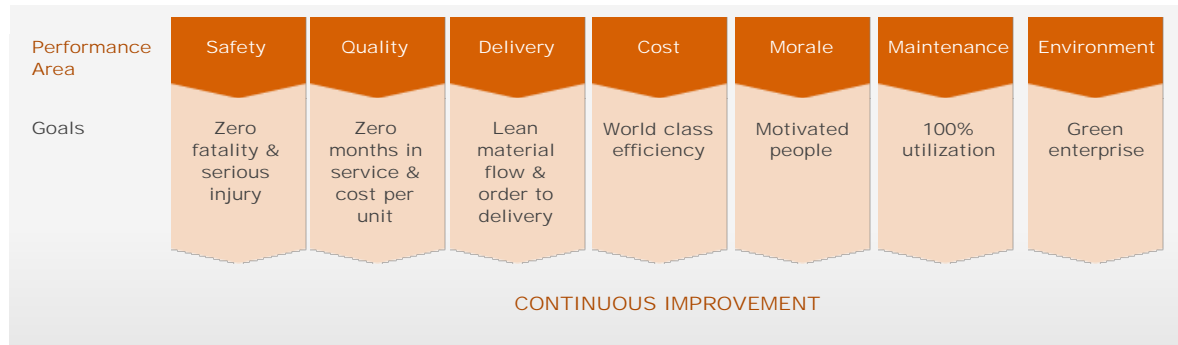 Performance
Area
Safety
Quality
Delivery
Cost
Morale
Maintenance
Environment
Goals
Zero
fatality &
serious
injury
Zero
months in
service &
cost per
unit
Lean
material
flow &
order to
delivery
World class
efficiency
Motivated
people
100%
utilization
Green
enterprise
CONTINUOUS IMPROVEMENT